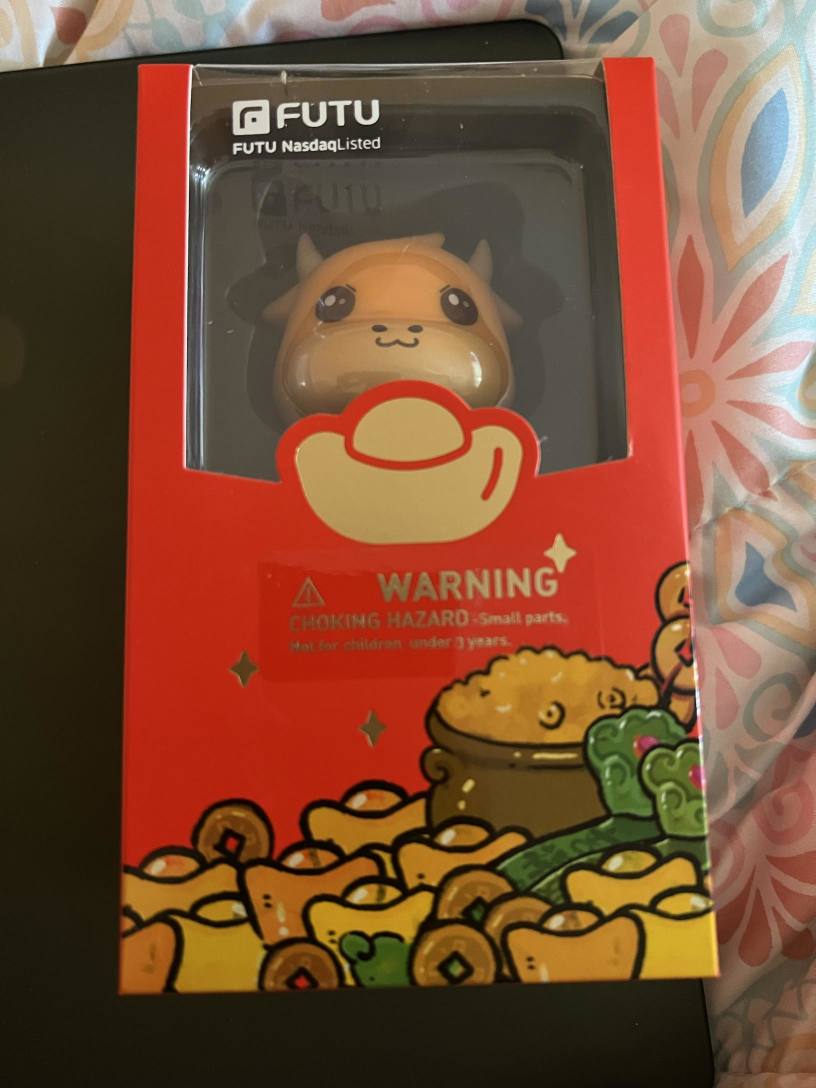 FUTU
FUTU NasdaqListed
WARNING
CHOKING HAZARD -Small parts.
Not for children under 3 years.